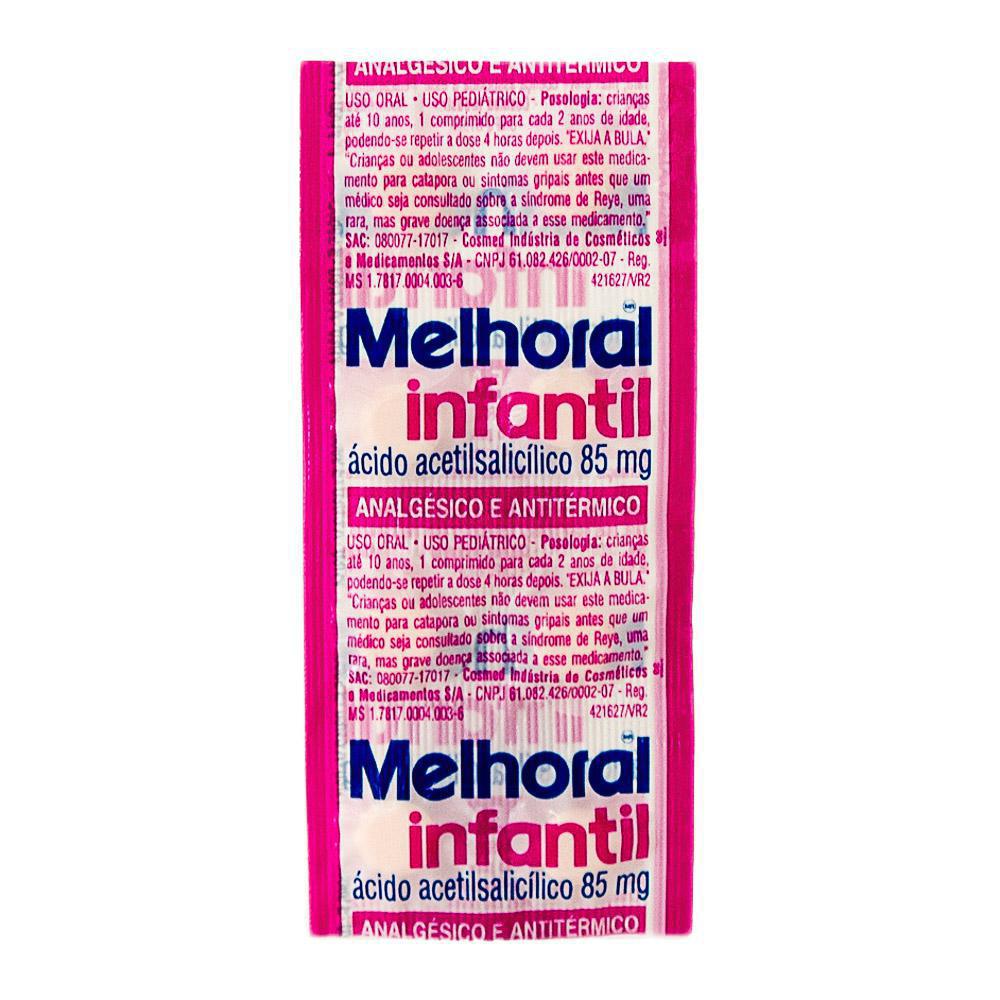 ANALGÉSICO E ANTITÉRMICO
USO ORAL • USO PEDIÁTRICO - Posologia: crianças
até 10 anos, 1 comprimido para cada 2 anos de idade,
podendo-se repetir a dose 4 horas depois. "EXIJA A BULA."
"Crianças ou adolescentes não devem usar este medica-
mento para catapora ou sintomas gripais antes que um
médico seja consultado sobre a síndrome de Reye, uma
rara, mas grave doença associada a esse medicamento."
SAC: 080077-17017 - Cosmed Indústria de Cosméticos
e Medicamentos S/A - CNPJ 61.082.426/0002-07 - Reg.
MS 1.7817.0004.003-6 421627/VR2
Melhoral
infantil
ácido acetilsalicílico 85 mg
ANALGÉSICO E ANTITÉRMICO
USO ORAL • USO PEDIÁTRICO - Posologia: crianças
até 10 anos, 1 comprimido para cada 2 anos de idade,
podendo-se repetir a dose 4 horas depois. "EXIJA A BULA."
"Crianças ou adolescentes não devem usar este medica-
mento para catapora ou sintomas gripais antes que um
médico seja consultado sobre a síndrome de Reye, uma
rara, mas grave doença associada a esse medicamento."
SAC: 080077-17017 - Cosmed Indústria de Cosméticos
e Medicamentos S/A - CNPJ 61.082.426/0002-07 - Reg.
MS 1.7817.0004.003-6 421627/VR2
Melhoral
infantil
ácido acetilsalicílico 85 mg
ANALGÉSICO E ANTITÉRMICO